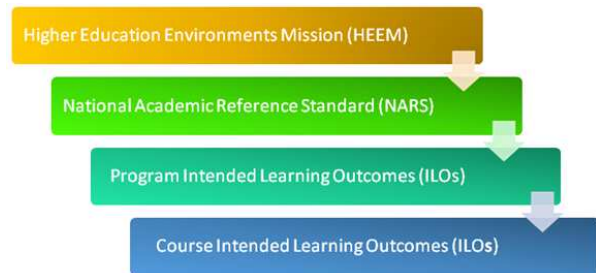 Higher Education Environments Mission (HEEM)
National Academic Reference Standard (NARS)
Program Intended Learning Outcomes (ILOs)
Course Intended Learning Outcomes (ILOs)